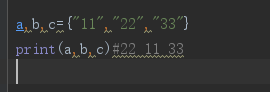 a,b,c={"11","22","33"}
print(a,b,c)#22 11 33